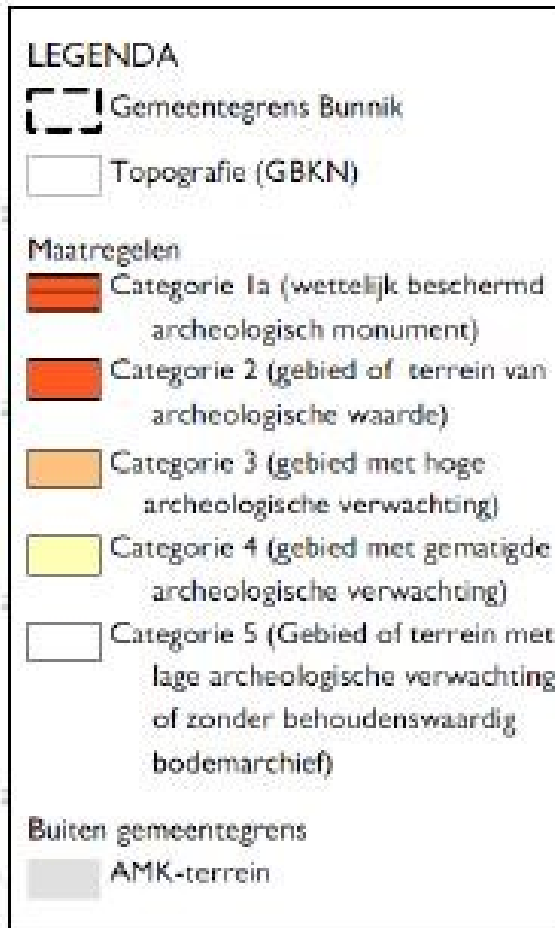 LEGENDA
Gemeentegrens Bunnik
Topografie (GBKN)
Maatregelen
Categorie 1a (wettelijk beschermd
archeologisch monument)
Categorie 2 (gebied of terrein van
archeologische waarde)
Categorie 3 (gebied met hoge
archeologische verwachting)
Categorie 4 (gebied met gematigde
archeologische verwachting)
Categorie 5 (Gebied of terrein met
lage archeologische verwachting
of zonder behoudenswaardig
bodemarchief)
Buiten gemeentegrens
AMK-terrein